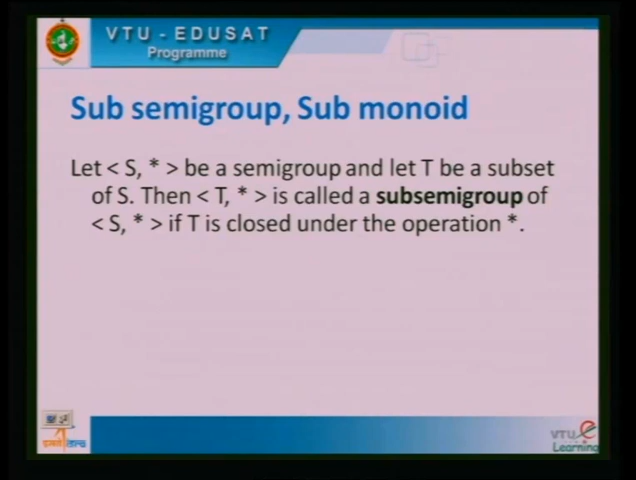 VTU - EDUSAT
Programme
Sub semigroup, Sub monoid
Let < S, * > be a semigroup and let T be a subset
of S. Then < T, * > is called a subsemigroup of
< S, * > if T is closed under the operation *.
VTU e
Learning